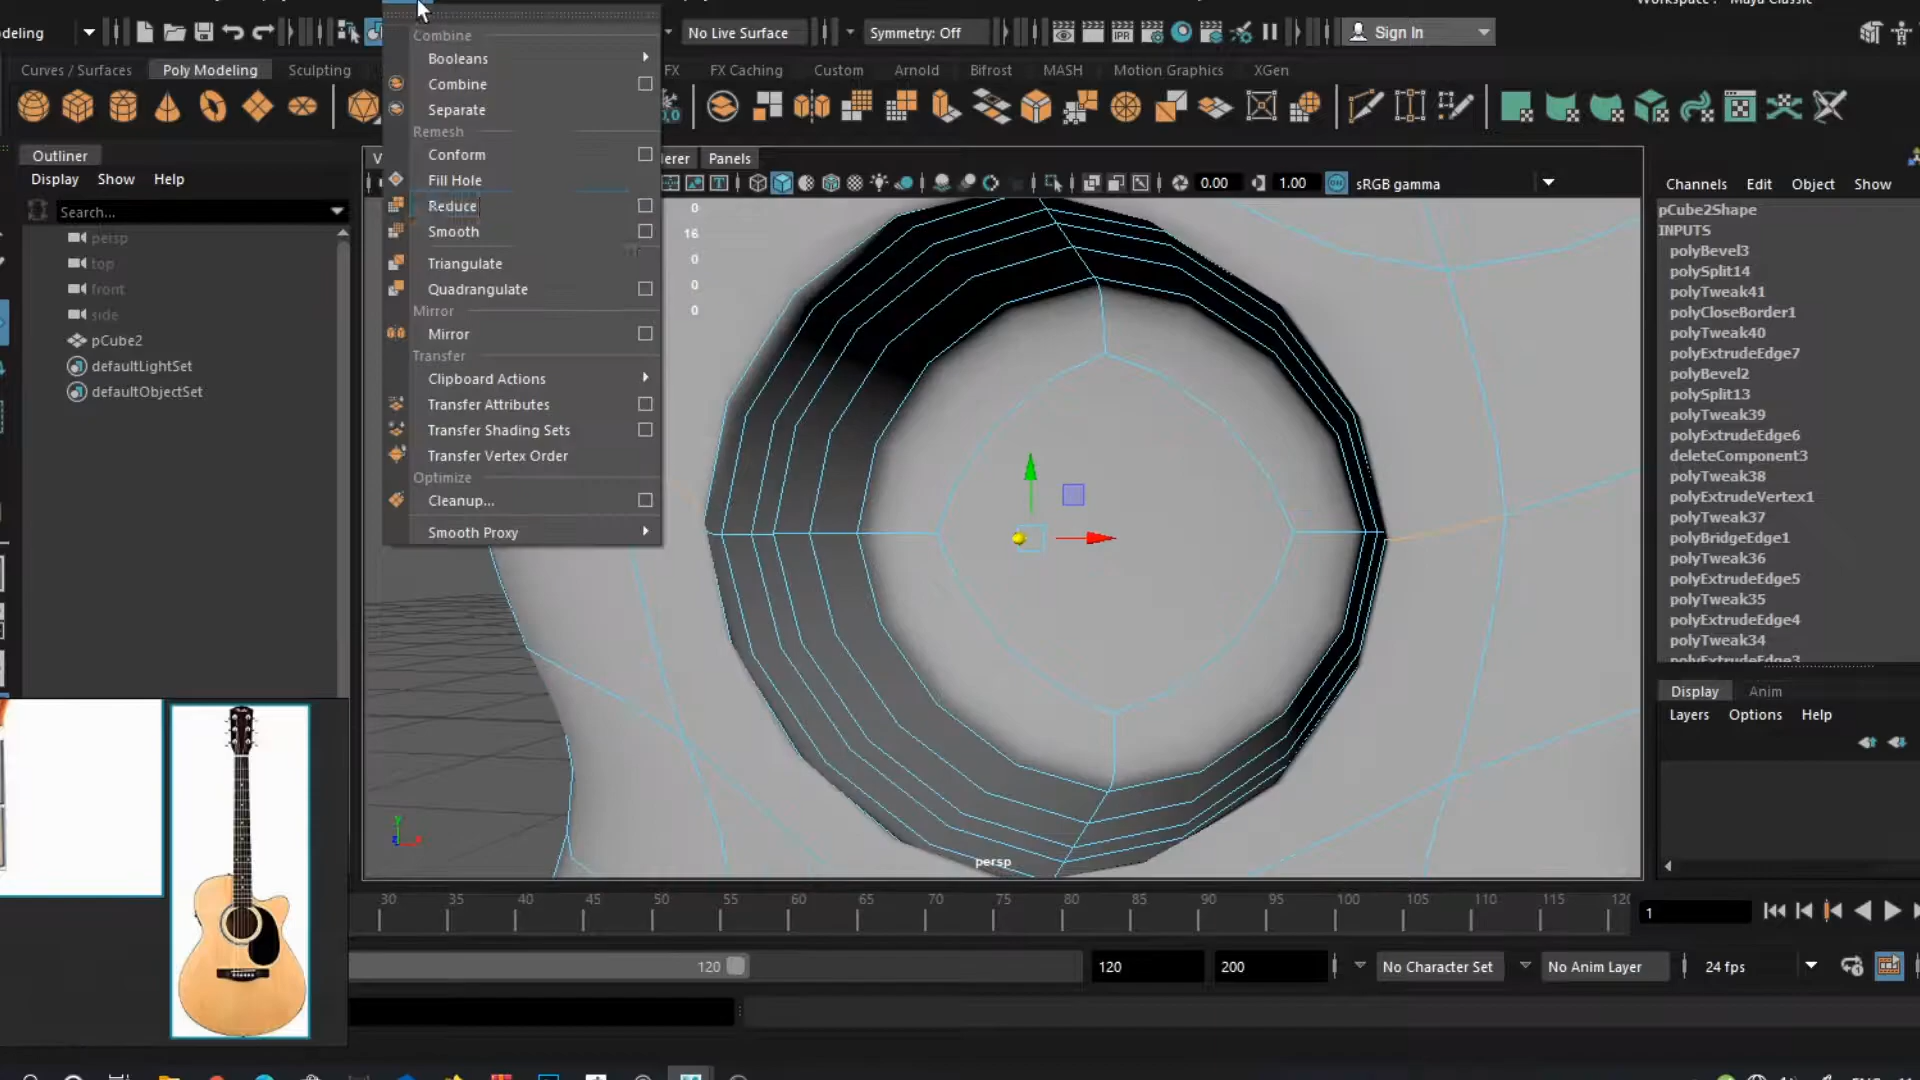 Workspace : Maya Classic
deling
No Live Surface
Symmetry: Off
IPR
Sign In
Curves / Surfaces
Poly Modeling
Sculpting
FX
FX Caching
Custom
Arnold
Bifrost
MASH
Motion Graphics
XGen
Combine
Booleans
Combine
Separate
Remesh
Conform
Fill Hole
Reduce
Smooth
Triangulate
Quadrangulate
Mirror
Mirror
Transfer
Clipboard Actions
Transfer Attributes
Transfer Shading Sets
Transfer Vertex Order
Optimize
Cleanup...
Smooth Proxy
Outliner
Display
Show
Help
Search...
persp
top
front
side
pCube2
defaultLightSet
defaultObjectSet
V
erer
Panels
0.00
1.00
sRGB gamma
0
16
0
0
0
persp
Channels
Edit
Object
Show
pCube2Shape
INPUTS
polyBevel3
polySplit14
polyTweak41
polyCloseBorder1
polyTweak40
polyExtrudeEdge7
polyBevel2
polySplit13
polyTweak39
polyExtrudeEdge6
deleteComponent3
polyTweak38
polyExtrudeVertex1
polyTweak37
polyBridgeEdge1
polyTweak36
polyExtrudeEdge5
polyTweak35
polyExtrudeEdge4
polyTweak34
polyExtrudeEdge3
Display
Anim
Layers
Options
Help
30
35
40
45
50
55
60
65
70
75
80
85
90
95
100
105
110
115
120
1
120
120
200
No Character Set
No Anim Layer
24 fps